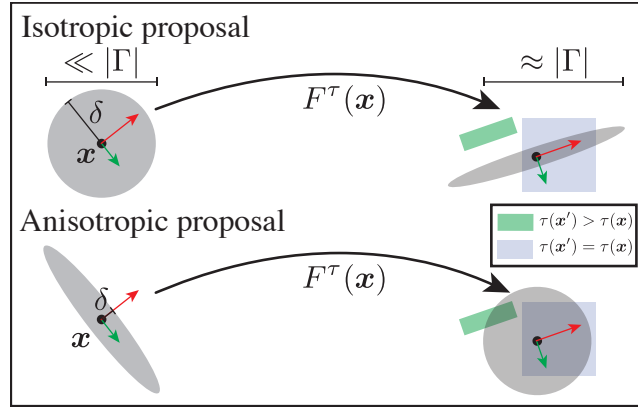 Isotropic proposal
≪ |Γ|
≈ |Γ|
δ
x
F^τ(x)
τ(x′) > τ(x)
τ(x′) = τ(x)
Anisotropic proposal
δ
x
F^τ(x)